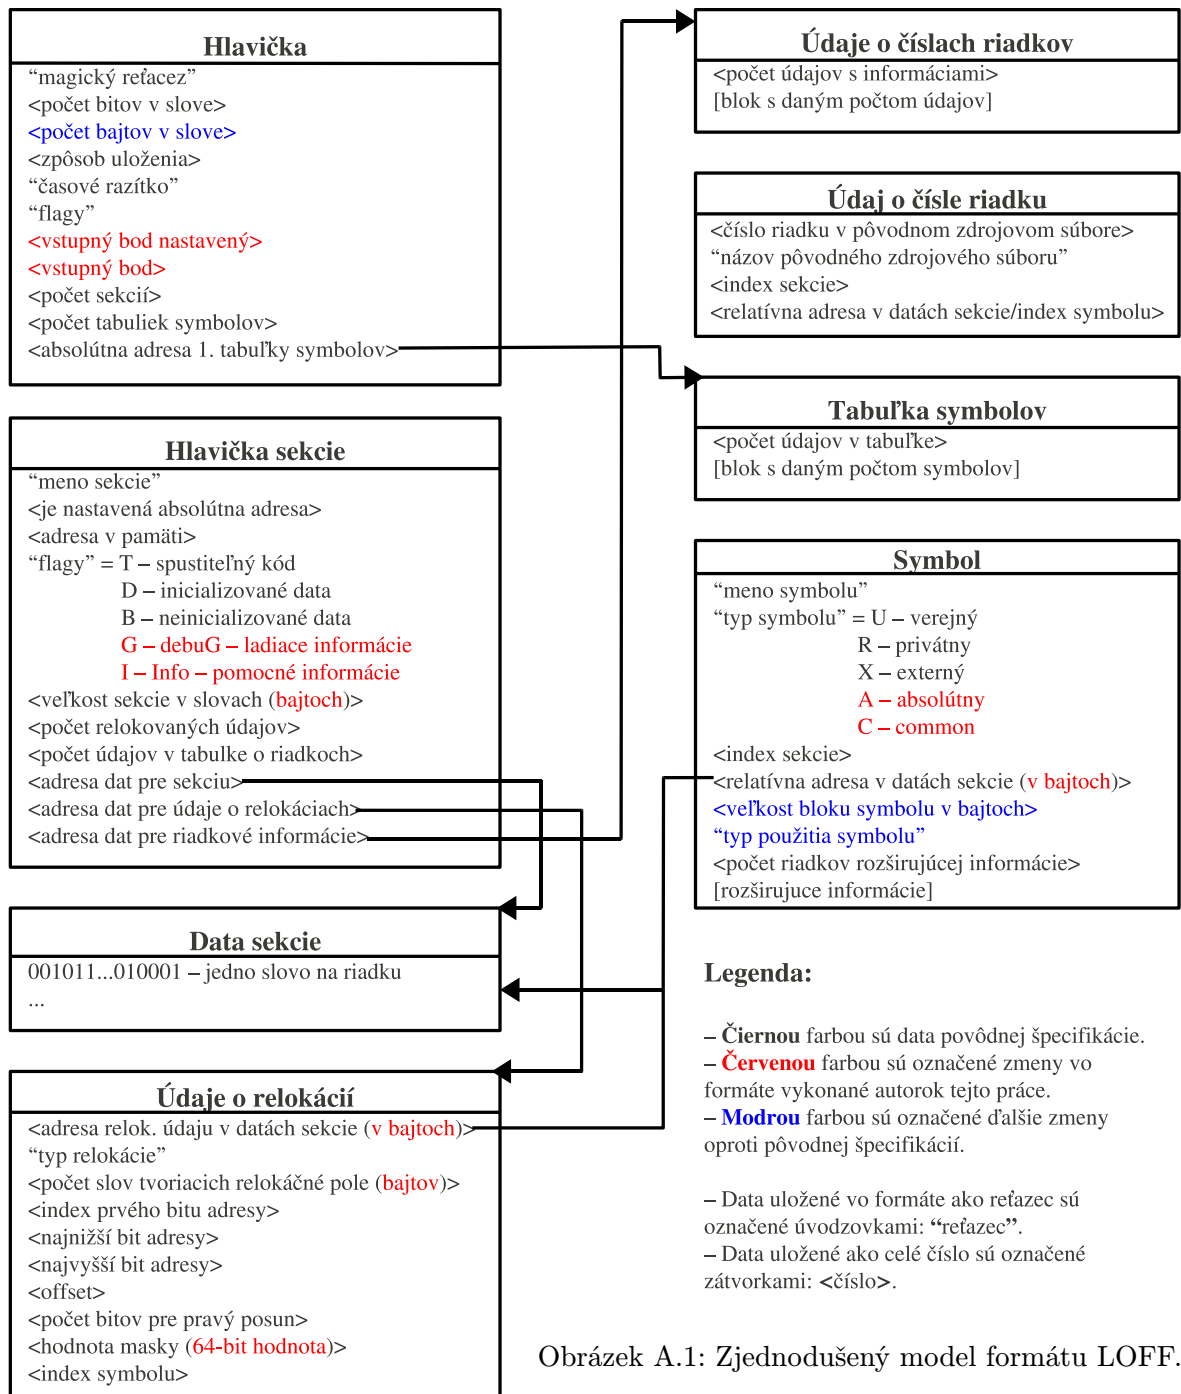 Hlavička
“magický reťacez”
<počet bitov v slove>
<počet bajtov v slove>
<zpôsob uloženia>
“časové razítko”
“flagy”
<vstupný bod nastavený>
<vstupný bod>
<počet sekcií>
<počet tabuliek symbolov>
<absolútna adresa 1. tabuľky symbolov>
Hlavička sekcie
“meno sekcie”
<je nastavená absolútna adresa>
<adresa v pamäti>
“flagy” = T – spustiteľný kód
D – inicializované data
B – neinicializované data
G – debuG – ladiace informácie
I – Info – pomocné informácie
<veľkost sekcie v slovach (bajtoch)>
<počet relokovaných údajov>
<počet údajov v tabulke o riadkoch>
<adresa dat pre sekciu>
<adresa dat pre údaje o relokáciach>
<adresa dat pre riadkové informácie>
Data sekcie
001011...010001 – jedno slovo na riadku
...
Údaje o relokácií
<adresa relok. údaju v datách sekcie (v bajtoch)>
“typ relokácie”
<počet slov tvoriacich relokáčné pole (bajtov)>
<index prvého bitu adresy>
<najnižší bit adresy>
<najvyšší bit adresy>
<offset>
<počet bitov pre pravý posun>
<hodnota masky (64-bit hodnota)>
<index symbolu>
Údaje o číslach riadkov
<počet údajov s informáciami>
[blok s daným počtom údajov]
Údaj o čísle riadku
<číslo riadku v pôvodnom zdrojovom súbore>
“názov pôvodného zdrojového súboru”
<index sekcie>
<relatívna adresa v datách sekcie/index symbolu>
Tabuľka symbolov
<počet údajov v tabuľke>
[blok s daným počtom symbolov]
Symbol
“meno symbolu”
“typ symbolu” = U – verejný
R – privátny
X – externý
A – absolútny
C – common
<index sekcie>
<relatívna adresa v datách sekcie (v bajtoch)>
<veľkost bloku symbolu v bajtoch>
“typ použitia symbolu”
<počet riadkov rozširujúcej informácie>
[rozširujuce informácie]
Legenda:
– Čiernou farbou sú data povôdnej špecifikácie.
– Červenou farbou sú označené zmeny vo
formáte vykonané autorok tejto práce.
– Modrou farbou sú označené ďalšie zmeny
oproti pôvodnej špecifikácií.
– Data uložené vo formáte ako reťazec sú
označené úvodzovkami: “reťazec”.
– Data uložené ako celé číslo sú označené
zátvorkami: <číslo>.
Obrázek A.1: Zjednodušený model formátu LOFF.